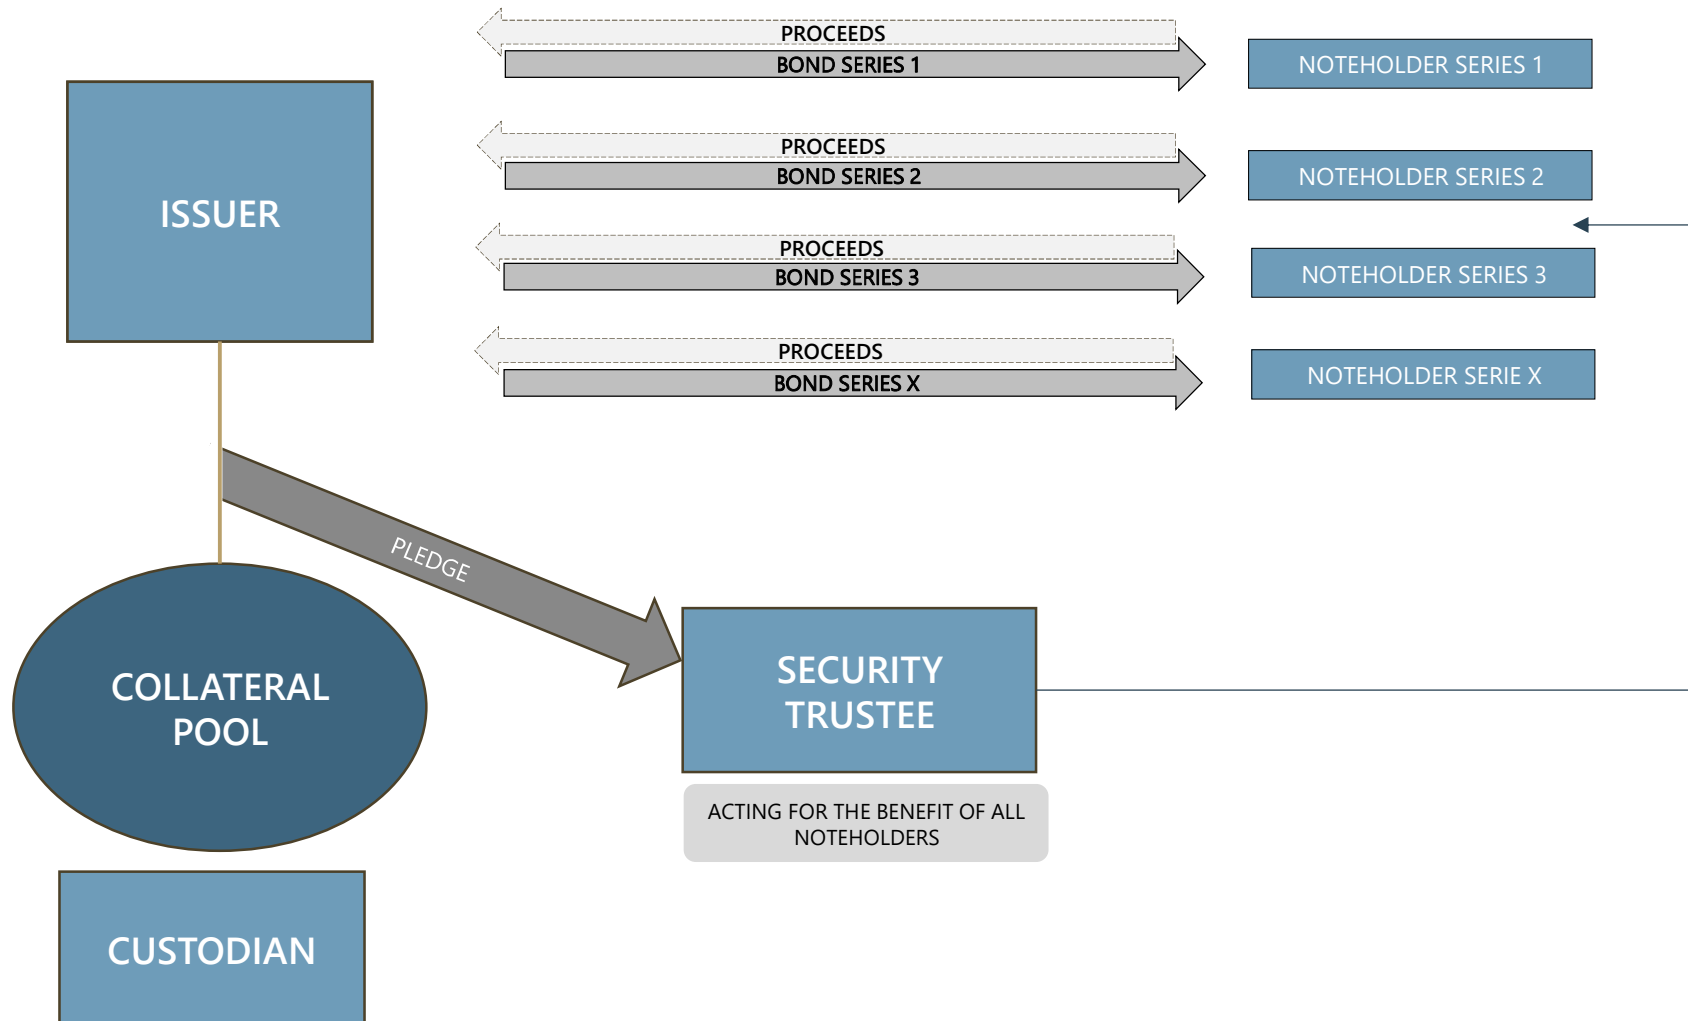 PROCEEDS
BOND SERIES 1
NOTEHOLDER SERIES 1
PROCEEDS
BOND SERIES 2
NOTEHOLDER SERIES 2
ISSUER
PROCEEDS
BOND SERIES 3
NOTEHOLDER SERIES 3
PROCEEDS
BOND SERIES X
NOTEHOLDER SERIE X
PLEDGE
COLLATERAL
POOL
SECURITY
TRUSTEE
ACTING FOR THE BENEFIT OF ALL
NOTEHOLDERS
CUSTODIAN